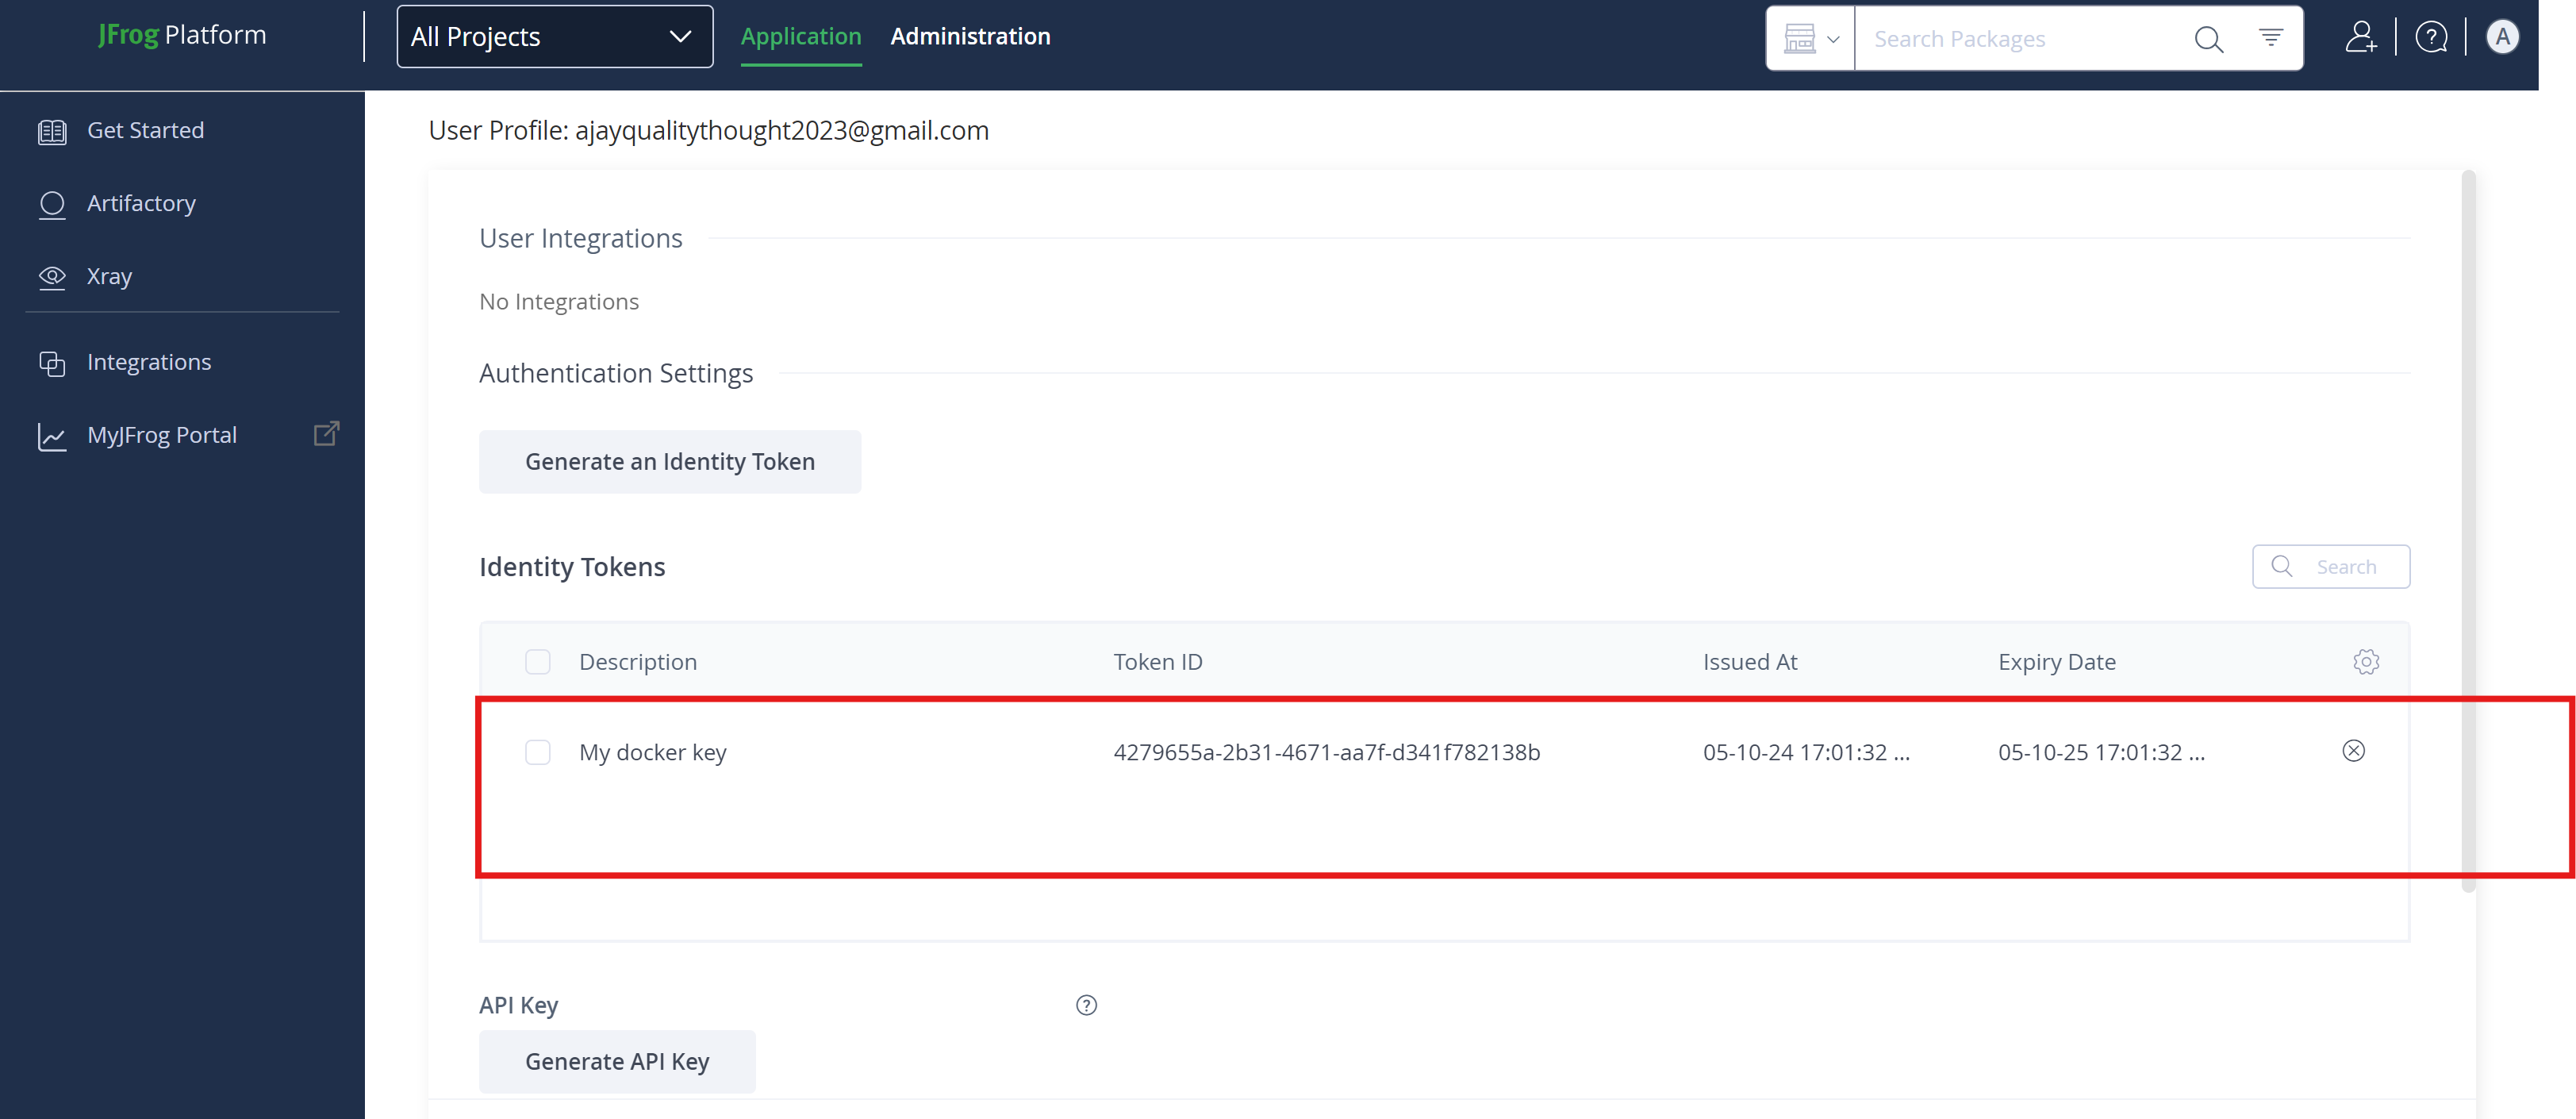 JFrog Platform
All Projects
Application
Administration
Search Packages
A
Get Started
Artifactory
Xray
Integrations
MyJFrog Portal
User Profile: ajayqualitythought2023@gmail.com
User Integrations
No Integrations
Authentication Settings
Generate an Identity Token
Identity Tokens
Search
Description Token ID Issued At Expiry Date
My docker key 4279655a-2b31-4671-aa7f-d341f782138b 05-10-24 17:01:32 ... 05-10-25 17:01:32 ...
API Key
Generate API Key